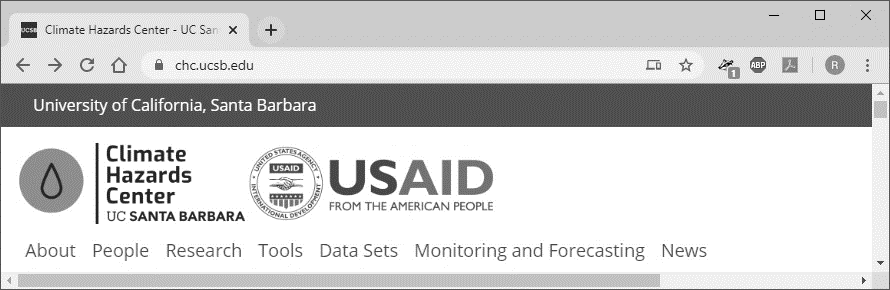 UCSB Climate Hazards Center - UC San
chc.ucsb.edu
1
ABP
R
University of California, Santa Barbara
Climate
Hazards
Center
UC SANTA BARBARA
UNITED STATES AGENCY
USAID
INTERNATIONAL DEVELOPMENT
USAID
FROM THE AMERICAN PEOPLE
About People Research Tools Data Sets Monitoring and Forecasting News